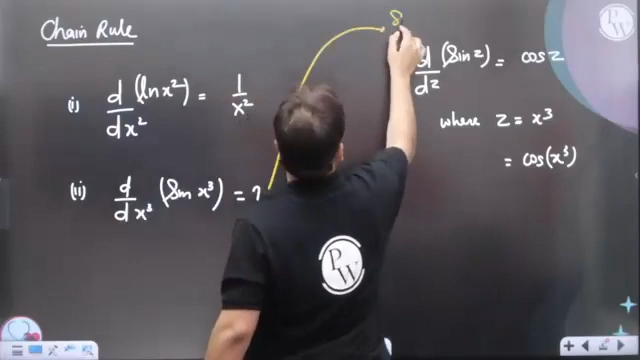 Chain Rule
(i) d/dx² (ln x²) = 1/x²
(ii) d/dx³ (Sin x³) = ?
8
d/dz (Sin z) = cos z
where z = x³
= cos(x³)
PW
PW